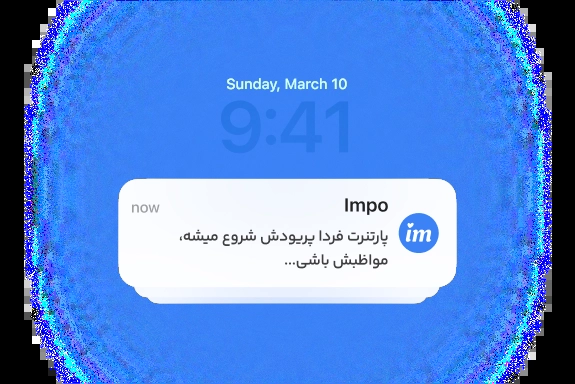 Sunday, March 10
9:41
Impo
now
im
پارتنرت فردا پریودش شروع میشه،
مواظبش باشی...